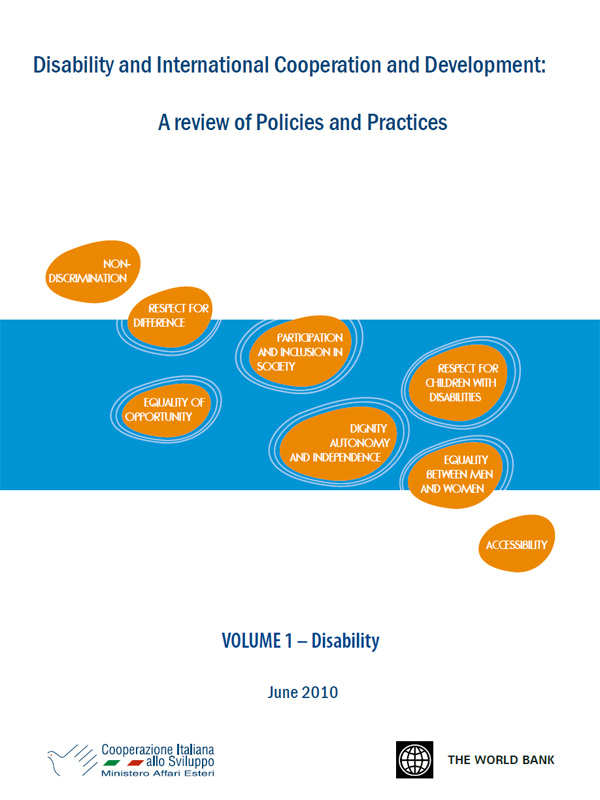 Disability and International Cooperation and Development:
A review of Policies and Practices
NON-
DISCRIMINATION
RESPECT FOR
DIFFERENCE
PARTICIPATION
AND INCLUSION IN
SOCIETY
RESPECT FOR
CHILDREN WITH
DISABILITIES
EQUALITY OF
OPPORTUNITY
DIGNITY
AUTONOMY
AND INDEPENDENCE
EQUALITY
BETWEEN MEN
AND WOMEN
ACCESSIBILITY
VOLUME 1 – Disability
June 2010
Cooperazione Italiana
allo Sviluppo
Ministero Affari Esteri
THE WORLD BANK